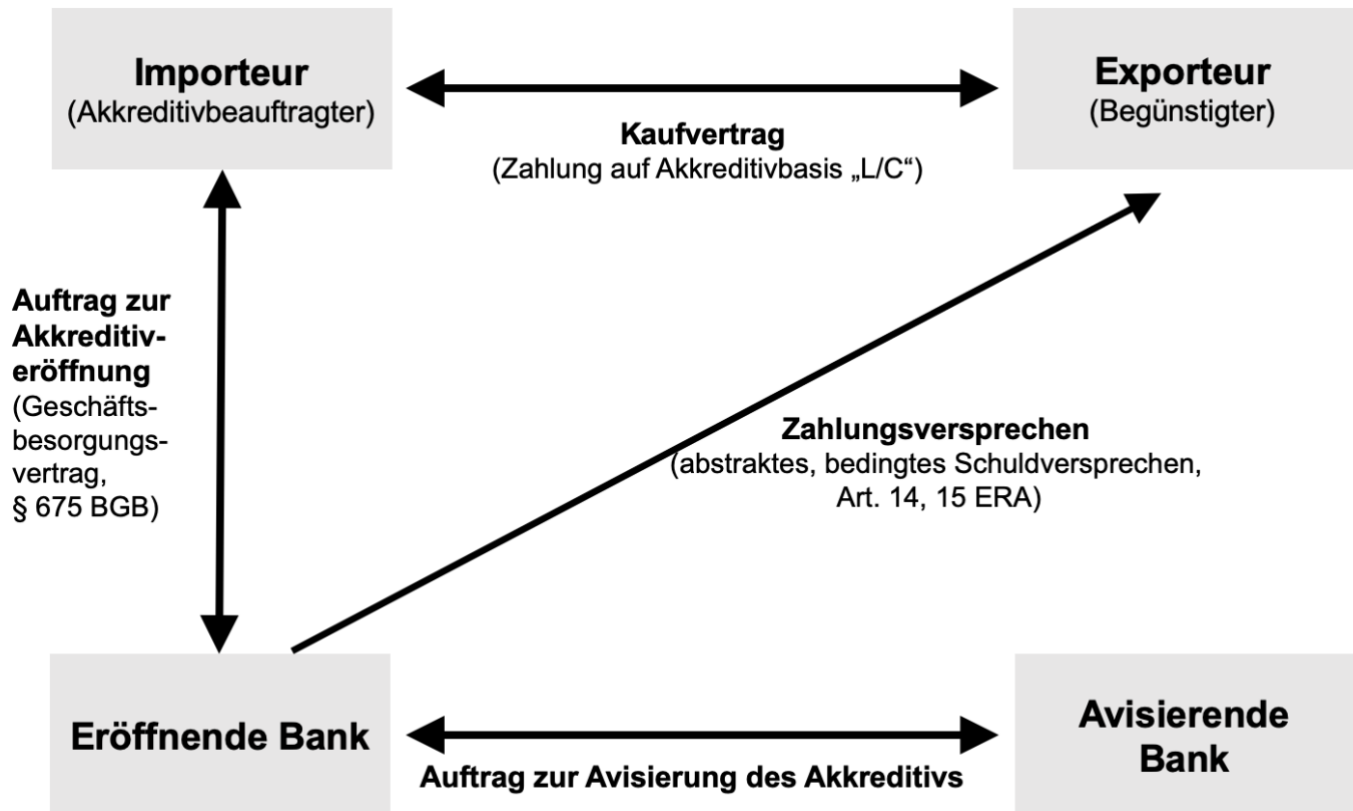 Importeur
(Akkreditivbeauftragter)
Exporteur
(Begünstigter)
Kaufvertrag
(Zahlung auf Akkreditivbasis „L/C“)
Auftrag zur
Akkreditiv-
eröffnung
(Geschäfts-
besorgungs-
vertrag,
§ 675 BGB)
Zahlungsversprechen
(abstraktes, bedingtes Schuldversprechen,
Art. 14, 15 ERA)
Eröffnende Bank
Avisierende
Bank
Auftrag zur Avisierung des Akkreditivs